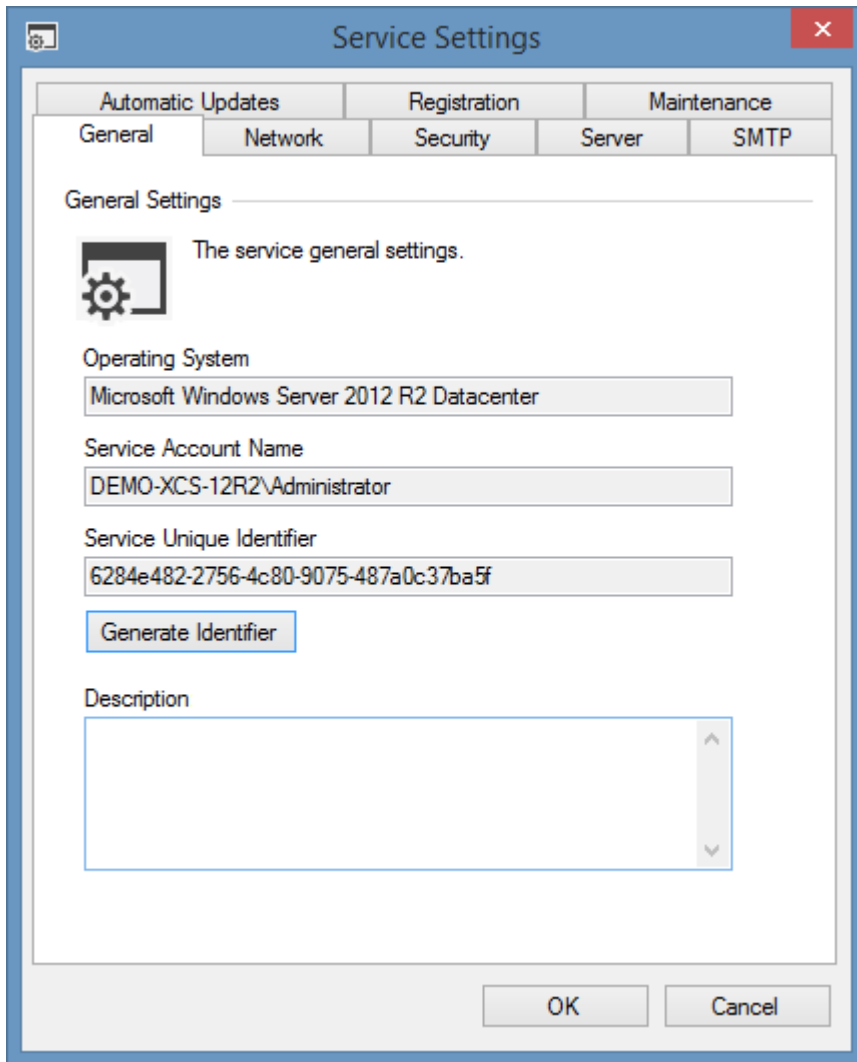 Service Settings
Automatic Updates Registration Maintenance
General Network Security Server SMTP
General Settings
The service general settings.
Operating System
Microsoft Windows Server 2012 R2 Datacenter
Service Account Name
DEMO-XCS-12R2\Administrator
Service Unique Identifier
6284e482-2756-4c80-9075-487a0c37ba5f
Generate Identifier
Description
OK Cancel